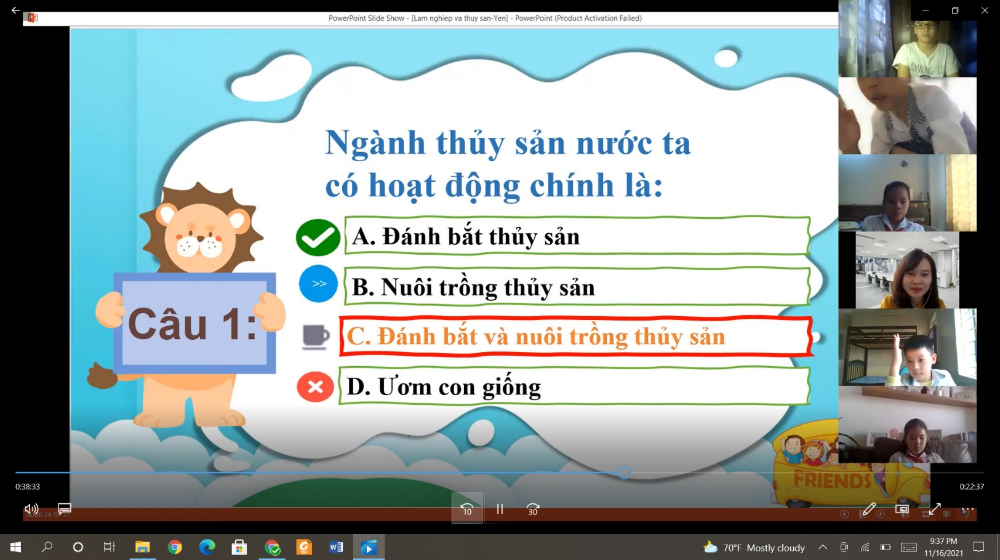 PowerPoint Slide Show - [Lam nghiep va thuy san-Yen] - PowerPoint (Product Activation Failed)
Ngành thủy sản nước ta
có hoạt động chính là:
A. Đánh bắt thủy sản
>>
B. Nuôi trồng thủy sản
C. Đánh bắt và nuôi trồng thủy sản
D. Ươm con giống
Câu 1:
FRIENDS
0:38:33
0:22:37
10
30
SLIDE 24 OF 37
70°F Mostly cloudy
9:37 PM
11/16/2021